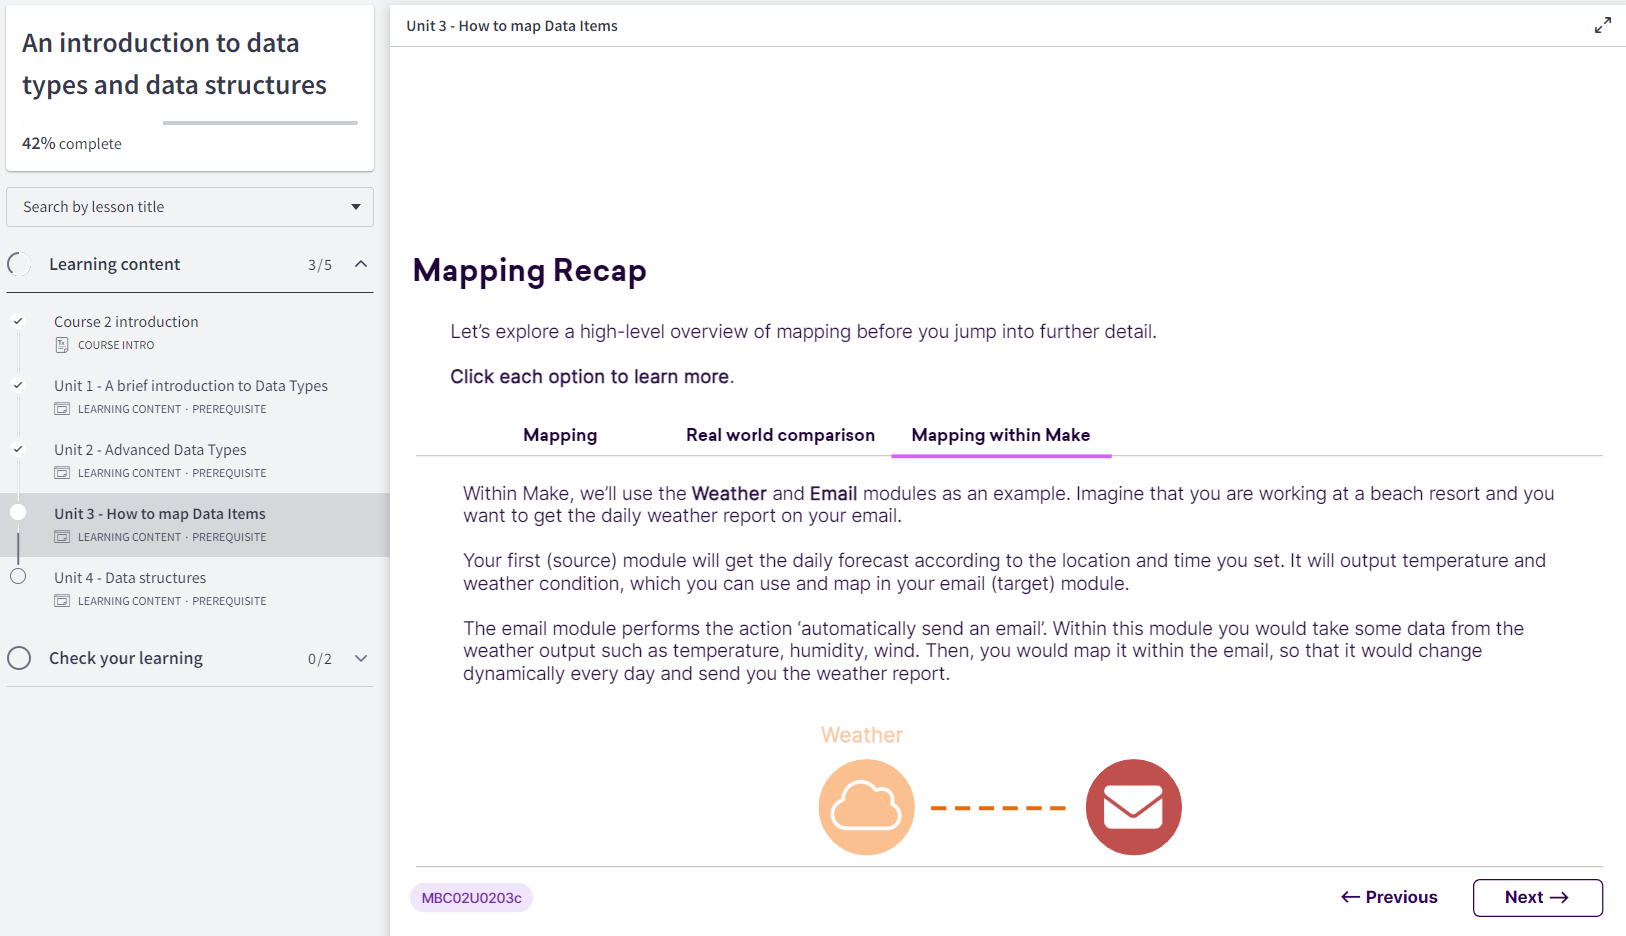 An introduction to data
types and data structures
42% complete
Search by lesson title
Learning content 3/5
Course 2 introduction
COURSE INTRO
Unit 1 - A brief introduction to Data Types
LEARNING CONTENT · PREREQUISITE
Unit 2 - Advanced Data Types
LEARNING CONTENT · PREREQUISITE
Unit 3 - How to map Data Items
LEARNING CONTENT · PREREQUISITE
Unit 4 - Data structures
LEARNING CONTENT · PREREQUISITE
Check your learning 0/2
Unit 3 - How to map Data Items
Mapping Recap
Let’s explore a high-level overview of mapping before you jump into further detail.
Click each option to learn more.
Mapping Real world comparison Mapping within Make
Within Make, we’ll use the Weather and Email modules as an example. Imagine that you are working at a beach resort and you
want to get the daily weather report on your email.
Your first (source) module will get the daily forecast according to the location and time you set. It will output temperature and
weather condition, which you can use and map in your email (target) module.
The email module performs the action ‘automatically send an email’. Within this module you would take some data from the
weather output such as temperature, humidity, wind. Then, you would map it within the email, so that it would change
dynamically every day and send you the weather report.
Weather
MBC02U0203c
← Previous Next →